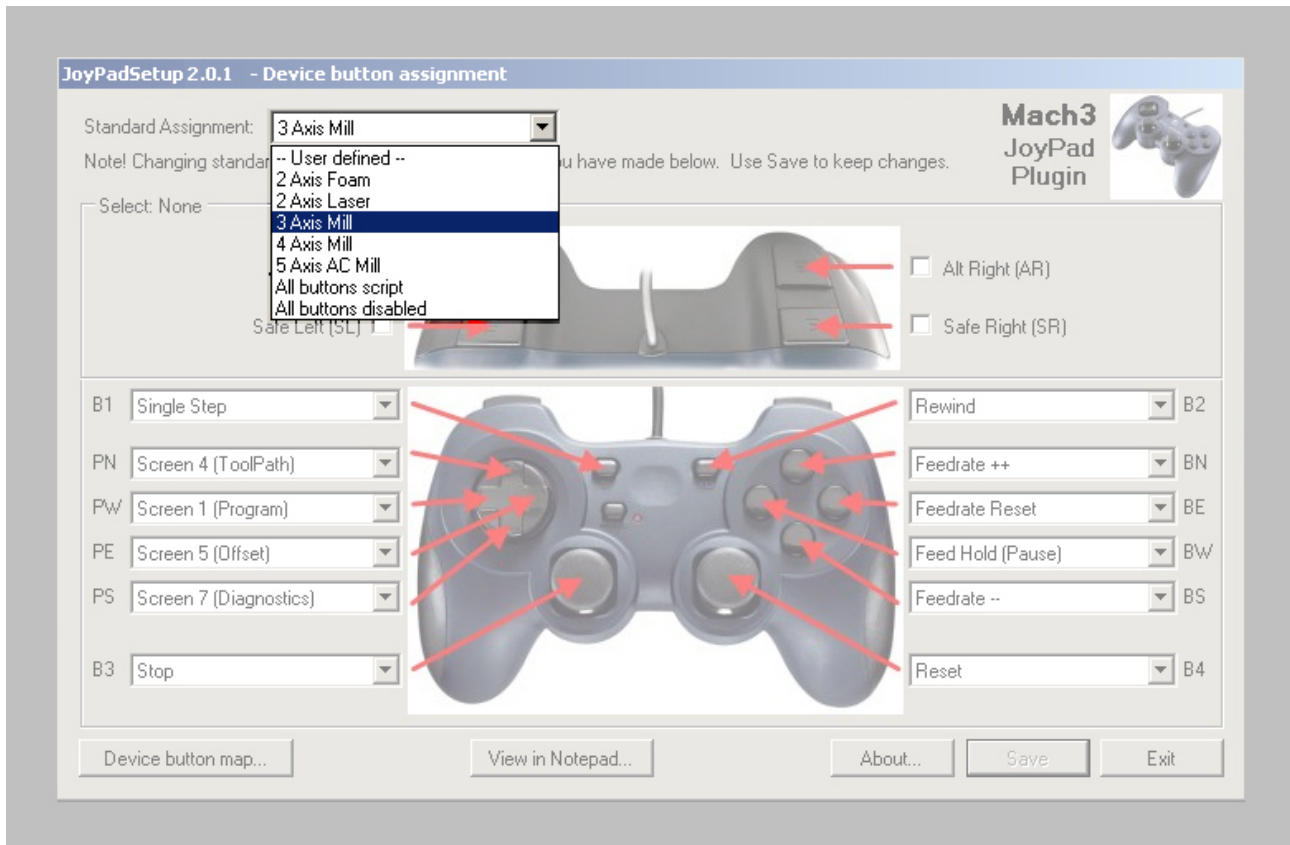 JoyPadSetup 2.0.1 - Device button assignment
Standard Assignment: 3 Axis Mill
Mach3
JoyPad
Plugin
Note! Changing standar
u have made below. Use Save to keep changes.
-- User defined --
2 Axis Foam
2 Axis Laser
3 Axis Mill
4 Axis Mill
5 Axis AC Mill
All buttons script
All buttons disabled
Select: None
Alt Right (AR)
Safe Left (SL)
Safe Right (SR)
B1 Single Step
Rewind B2
PN Screen 4 (ToolPath)
Feedrate ++ BN
PW Screen 1 (Program)
Feedrate Reset BE
PE Screen 5 (Offset)
Feed Hold (Pause) BW
PS Screen 7 (Diagnostics)
Feedrate -- BS
B3 Stop
Reset B4
Device button map...
View in Notepad...
About...
Save
Exit